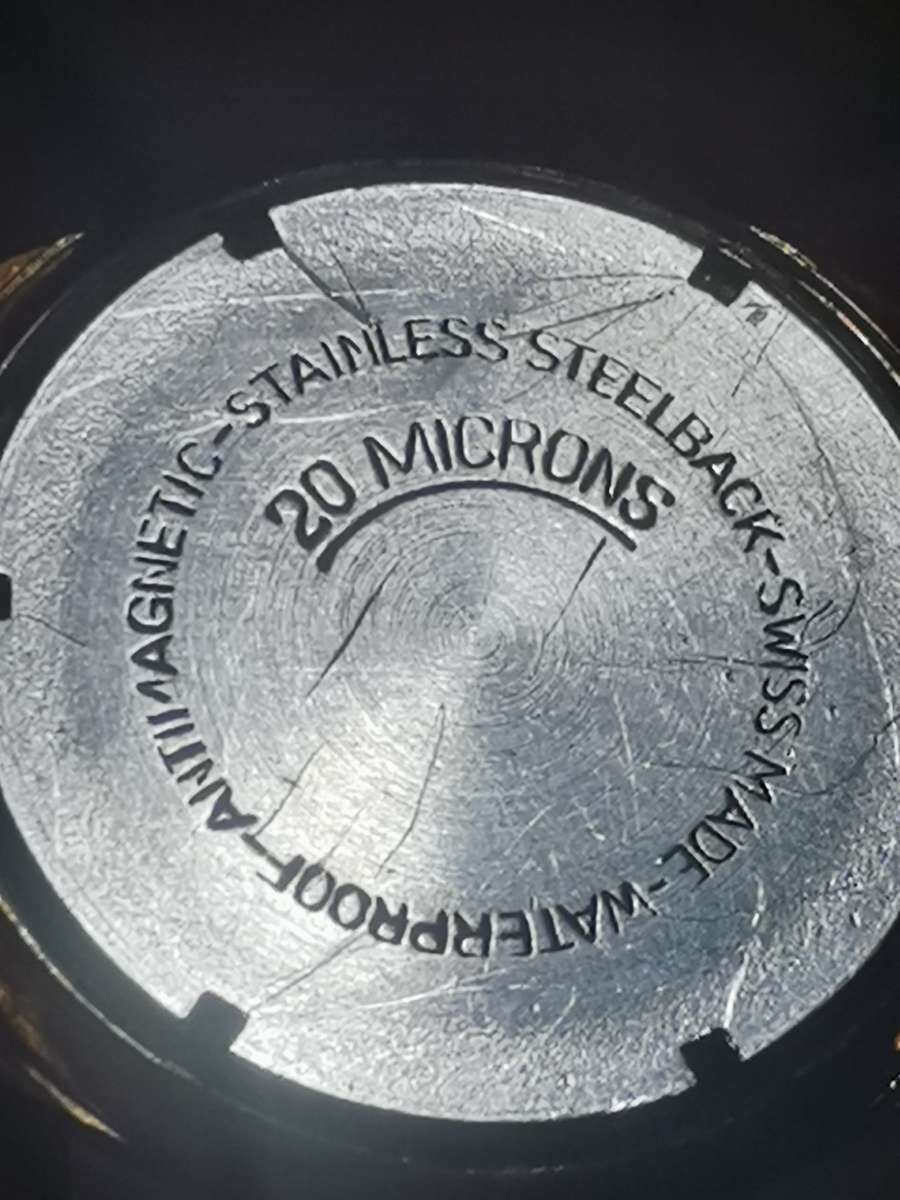 WATERPROOF-ANTIMAGNETIC-STAINLESS STEELBACK-SWISS MADE-
20 MICRONS